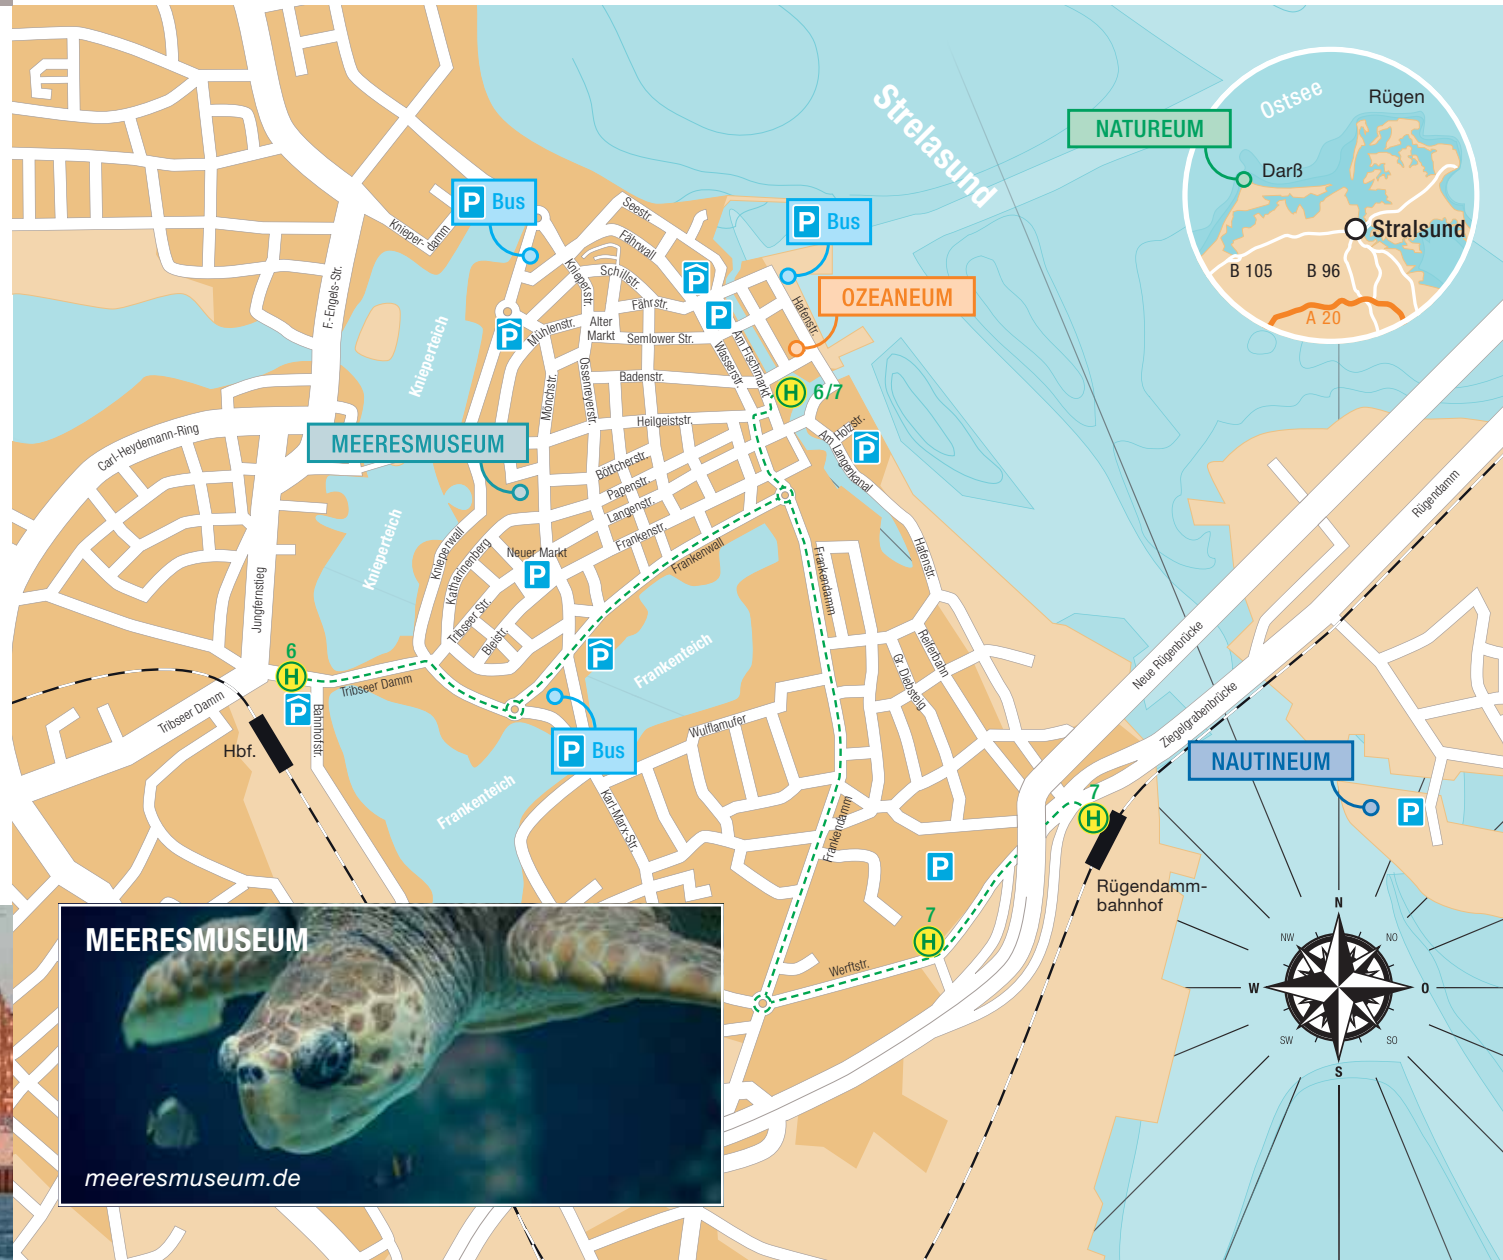 Strelasund
Ostsee
Rügen
NATUREUM
Darß
Stralsund
B 105
B 96
A 20
P Bus
P Bus
OZEANEUM
Seestr.
Knieper-
damm
Fährwall
Schillstr.
Knieperstr.
Fährstr.
P
P
P
Mühlenstr.
Alter
Markt
Semlower Str.
Am Fischmarkt
Wasserstr.
Hafenstr.
F.-Engels-Str.
Knieperteich
Mönchstr.
Ossenreyerstr.
Badenstr.
H 6/7
Heilgeiststr.
Carl-Heydemann-Ring
MEERESMUSEUM
Holzstr.
Am Langenkanal
P
Böttcherstr.
Papenstr.
Langenstr.
Frankenstr.
Knieperteich
Knieperwall
Katharinenberg
Neuer Markt
P
Frankenwall
Frankendamm
Hafenstr.
Rügendamm
Jungfernstieg
Tribseer Str.
Bleistr.
P
Frankenteich
Reiferbahn
Gr. Diebsteig
Neue Rügenbrücke
Ziegelgrabenbrücke
6
H
Tribseer Damm
Tribseer Damm
P
Bahnhofstr.
Hbf.
P Bus
Wulflamufer
Frankenteich
Karl-Marx-Str.
Frankendamm
NAUTINEUM
P
7
H
P
Rügendamm-
bahnhof
7
H
Werftstr.
MEERESMUSEUM
meeresmuseum.de
N
NW
NO
W
O
SW
SO
S